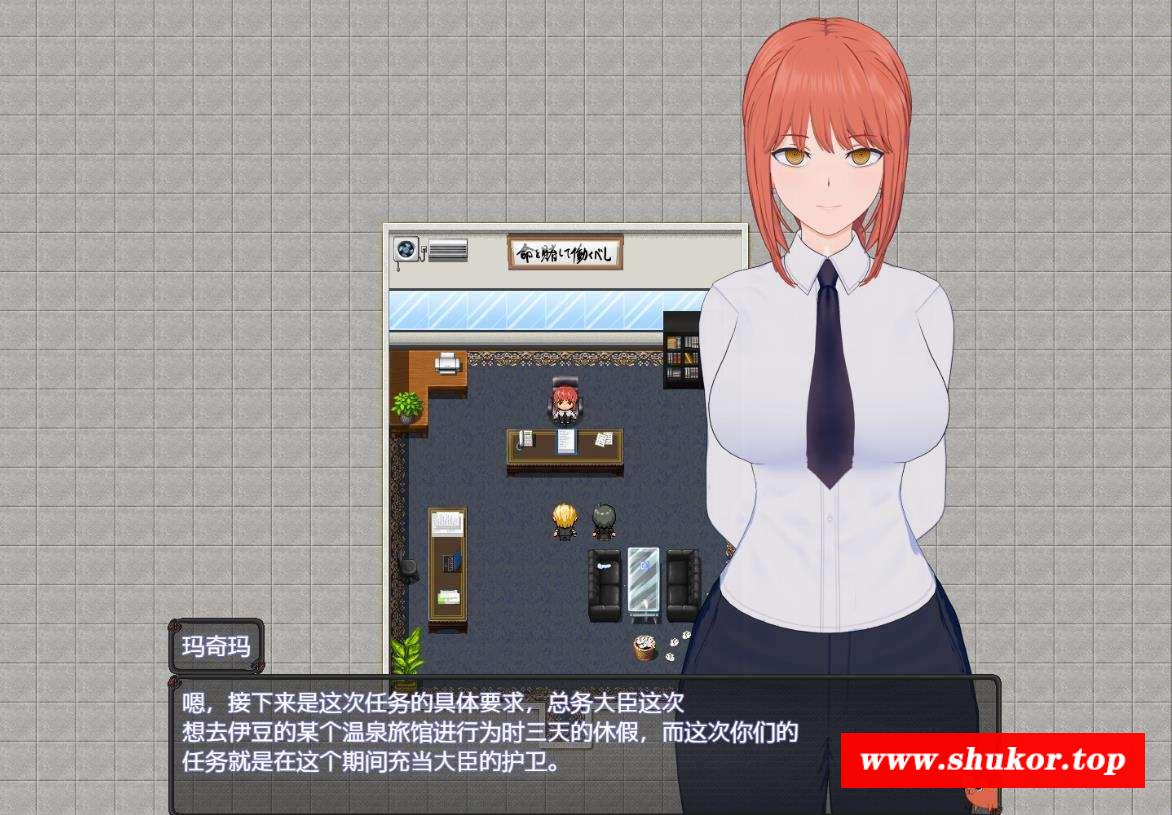 命を賭して働くべし
玛奇玛
嗯，接下来是这次任务的具体要求，总务大臣这次
想去伊豆的某个温泉旅馆进行为时三天的休假，而这次你们的
任务就是在这个期间充当大臣的护卫。
www.shukor.top